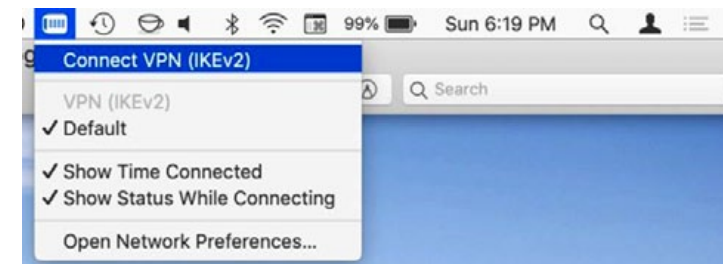 99% Sun 6:19 PM
Connect VPN (IKEv2)
Search
VPN (IKEv2)
✓ Default
✓ Show Time Connected
✓ Show Status While Connecting
Open Network Preferences...